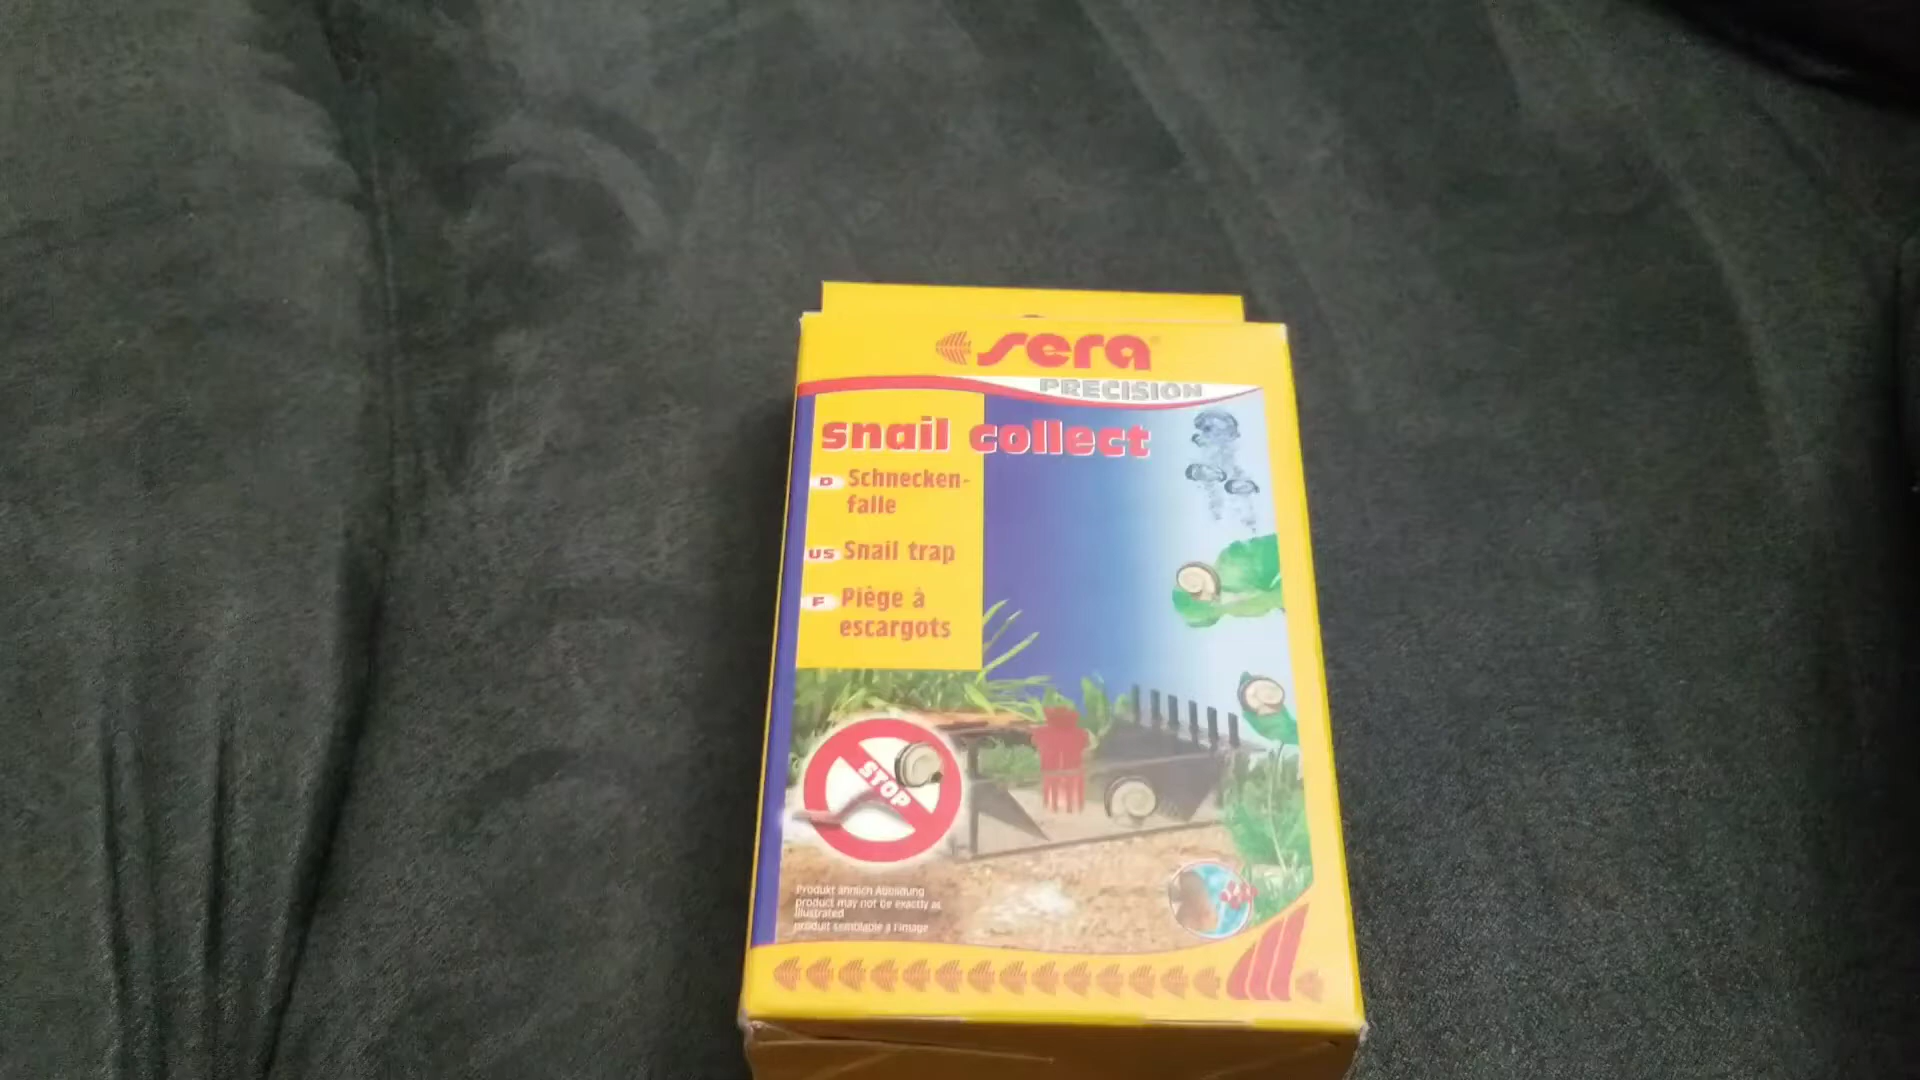 sera
PRECISION
snail collect
D Schnecken-
falle
US Snail trap
F Piège à
escargots
STOP
Produkt ähnlich Abbildung
product may not be exactly as
illustrated
produit semblable à l'image